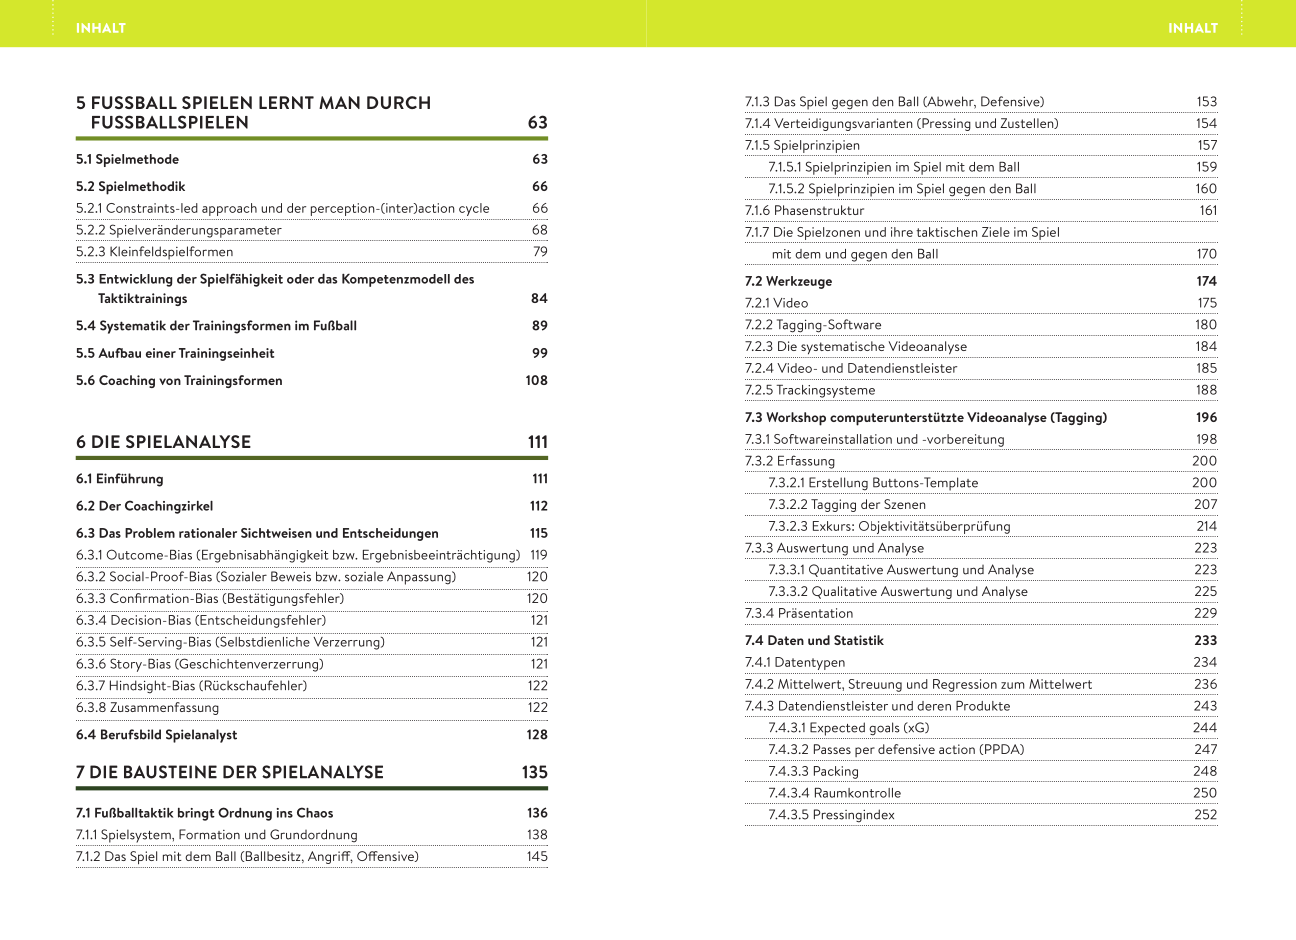 INHALT
5 FUSSBALL SPIELEN LERNT MAN DURCH
FUSSBALLSPIELEN 63
5.1 Spielmethode 63
5.2 Spielmethodik 66
5.2.1 Constraints-led approach und der perception-(inter)action cycle 66
5.2.2 Spielveränderungsparameter 68
5.2.3 Kleinfeldspielformen 79
5.3 Entwicklung der Spielfähigkeit oder das Kompetenzmodell des
Taktiktrainings 84
5.4 Systematik der Trainingsformen im Fußball 89
5.5 Aufbau einer Trainingseinheit 99
5.6 Coaching von Trainingsformen 108
6 DIE SPIELANALYSE 111
6.1 Einführung 111
6.2 Der Coachingzirkel 112
6.3 Das Problem rationaler Sichtweisen und Entscheidungen 115
6.3.1 Outcome-Bias (Ergebnisabhängigkeit bzw. Ergebnisbeeinträchtigung) 119
6.3.2 Social-Proof-Bias (Sozialer Beweis bzw. soziale Anpassung) 120
6.3.3 Confirmation-Bias (Bestätigungsfehler) 120
6.3.4 Decision-Bias (Entscheidungsfehler) 121
6.3.5 Self-Serving-Bias (Selbstdienliche Verzerrung) 121
6.3.6 Story-Bias (Geschichtenverzerrung) 121
6.3.7 Hindsight-Bias (Rückschaufehler) 122
6.3.8 Zusammenfassung 122
6.4 Berufsbild Spielanalyst 128
7 DIE BAUSTEINE DER SPIELANALYSE 135
7.1 Fußballtaktik bringt Ordnung ins Chaos 136
7.1.1 Spielsystem, Formation und Grundordnung 138
7.1.2 Das Spiel mit dem Ball (Ballbesitz, Angriff, Offensive) 145
INHALT
7.1.3 Das Spiel gegen den Ball (Abwehr, Defensive) 153
7.1.4 Verteidigungsvarianten (Pressing und Zustellen) 154
7.1.5 Spielprinzipien 157
7.1.5.1 Spielprinzipien im Spiel mit dem Ball 159
7.1.5.2 Spielprinzipien im Spiel gegen den Ball 160
7.1.6 Phasenstruktur 161
7.1.7 Die Spielzonen und ihre taktischen Ziele im Spiel
mit dem und gegen den Ball 170
7.2 Werkzeuge 174
7.2.1 Video 175
7.2.2 Tagging-Software 180
7.2.3 Die systematische Videoanalyse 184
7.2.4 Video- und Datendienstleister 185
7.2.5 Trackingsysteme 188
7.3 Workshop computerunterstützte Videoanalyse (Tagging) 196
7.3.1 Softwareinstallation und -vorbereitung 198
7.3.2 Erfassung 200
7.3.2.1 Erstellung Buttons-Template 200
7.3.2.2 Tagging der Szenen 207
7.3.2.3 Exkurs: Objektivitätsüberprüfung 214
7.3.3 Auswertung und Analyse 223
7.3.3.1 Quantitative Auswertung und Analyse 223
7.3.3.2 Qualitative Auswertung und Analyse 225
7.3.4 Präsentation 229
7.4 Daten und Statistik 233
7.4.1 Datentypen 234
7.4.2 Mittelwert, Streuung und Regression zum Mittelwert 236
7.4.3 Datendienstleister und deren Produkte 243
7.4.3.1 Expected goals (xG) 244
7.4.3.2 Passes per defensive action (PPDA) 247
7.4.3.3 Packing 248
7.4.3.4 Raumkontrolle 250
7.4.3.5 Pressingindex 252